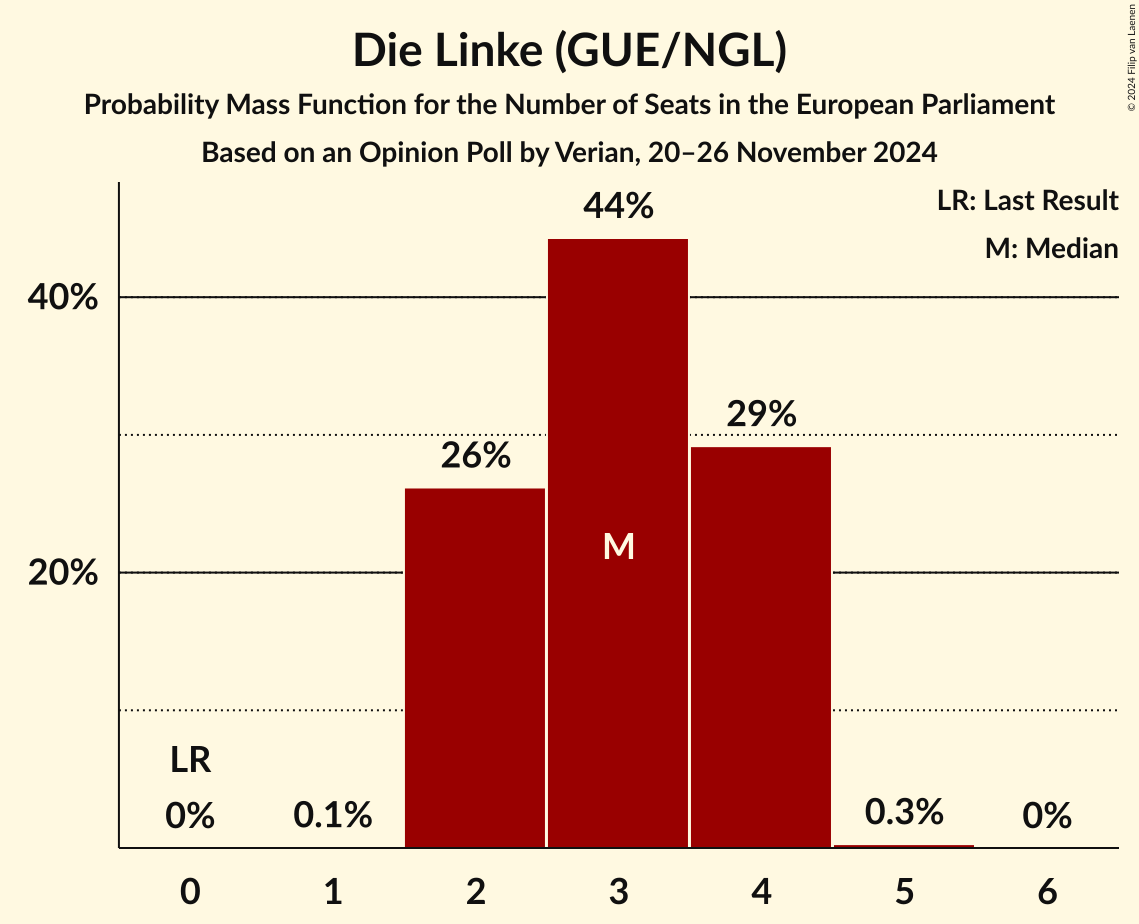 Die Linke (GUE/NGL)
Probability Mass Function for the Number of Seats in the European Parliament
Based on an Opinion Poll by Verian, 20–26 November 2024
© 2024 Filip van Laenen
LR: Last Result
M: Median
44%
40%
29%
26%
M
20%
LR
0%
0.1%
0.3%
0%
0
1
2
3
4
5
6